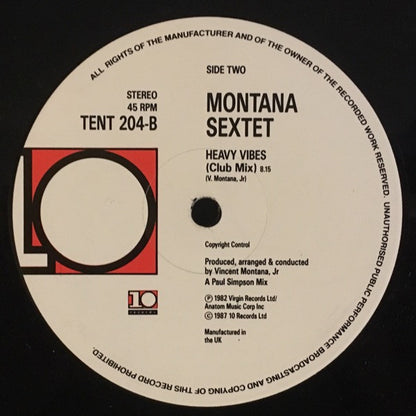 ALL RIGHTS OF THE MANUFACTURER AND OF THE OWNER OF THE RECORDED WORK RESERVED. UNAUTHORISED PUBLIC PERFORMANCE BROADCASTING AND COPYING OF THIS RECORD PROHIBITED.
SIDE TWO
STEREO
45 RPM
TENT 204-B
MONTANA
SEXTET
HEAVY VIBES
(Club Mix) 8.15
(V. Montana, Jr)
Copyright Control
Produced, arranged & conducted
by Vincent Montana, Jr
A Paul Simpson Mix
10
10
records
℗ 1982 Virgin Records Ltd/
Anatom Music Corp Inc
© 1987 10 Records Ltd
Manufactured in
the UK